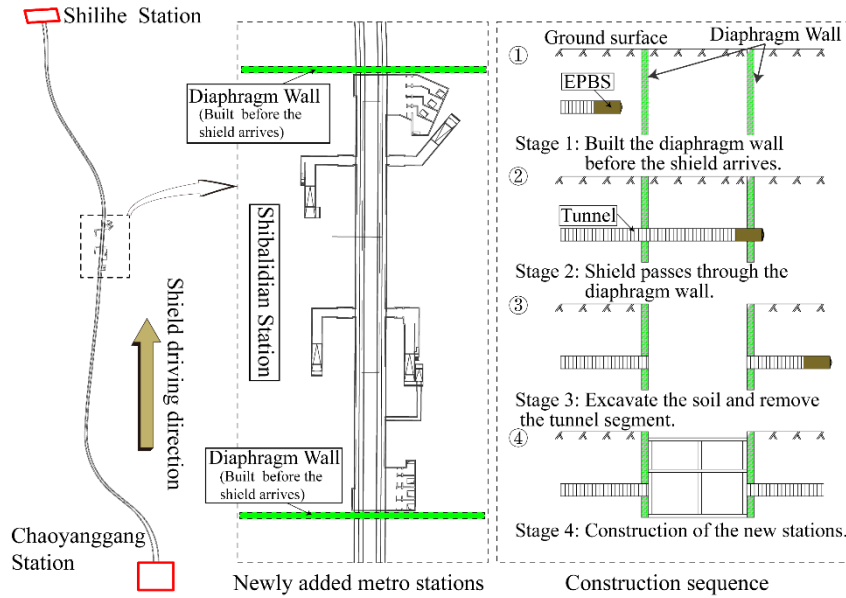 Shilihe Station
Shield driving direction
Chaoyanggang
Station
Diaphragm Wall
(Built before the
shield arrives)
Shibalidian Station
Diaphragm Wall
(Built before the
shield arrives)
Newly added metro stations
Ground surface
Diaphragm Wall
①
EPBS
Stage 1: Built the diaphragm wall
before the shield arrives.
②
Tunnel
Stage 2: Shield passes through the
diaphragm wall.
③
Stage 3: Excavate the soil and remove
the tunnel segment.
④
Stage 4: Construction of the new stations.
Construction sequence